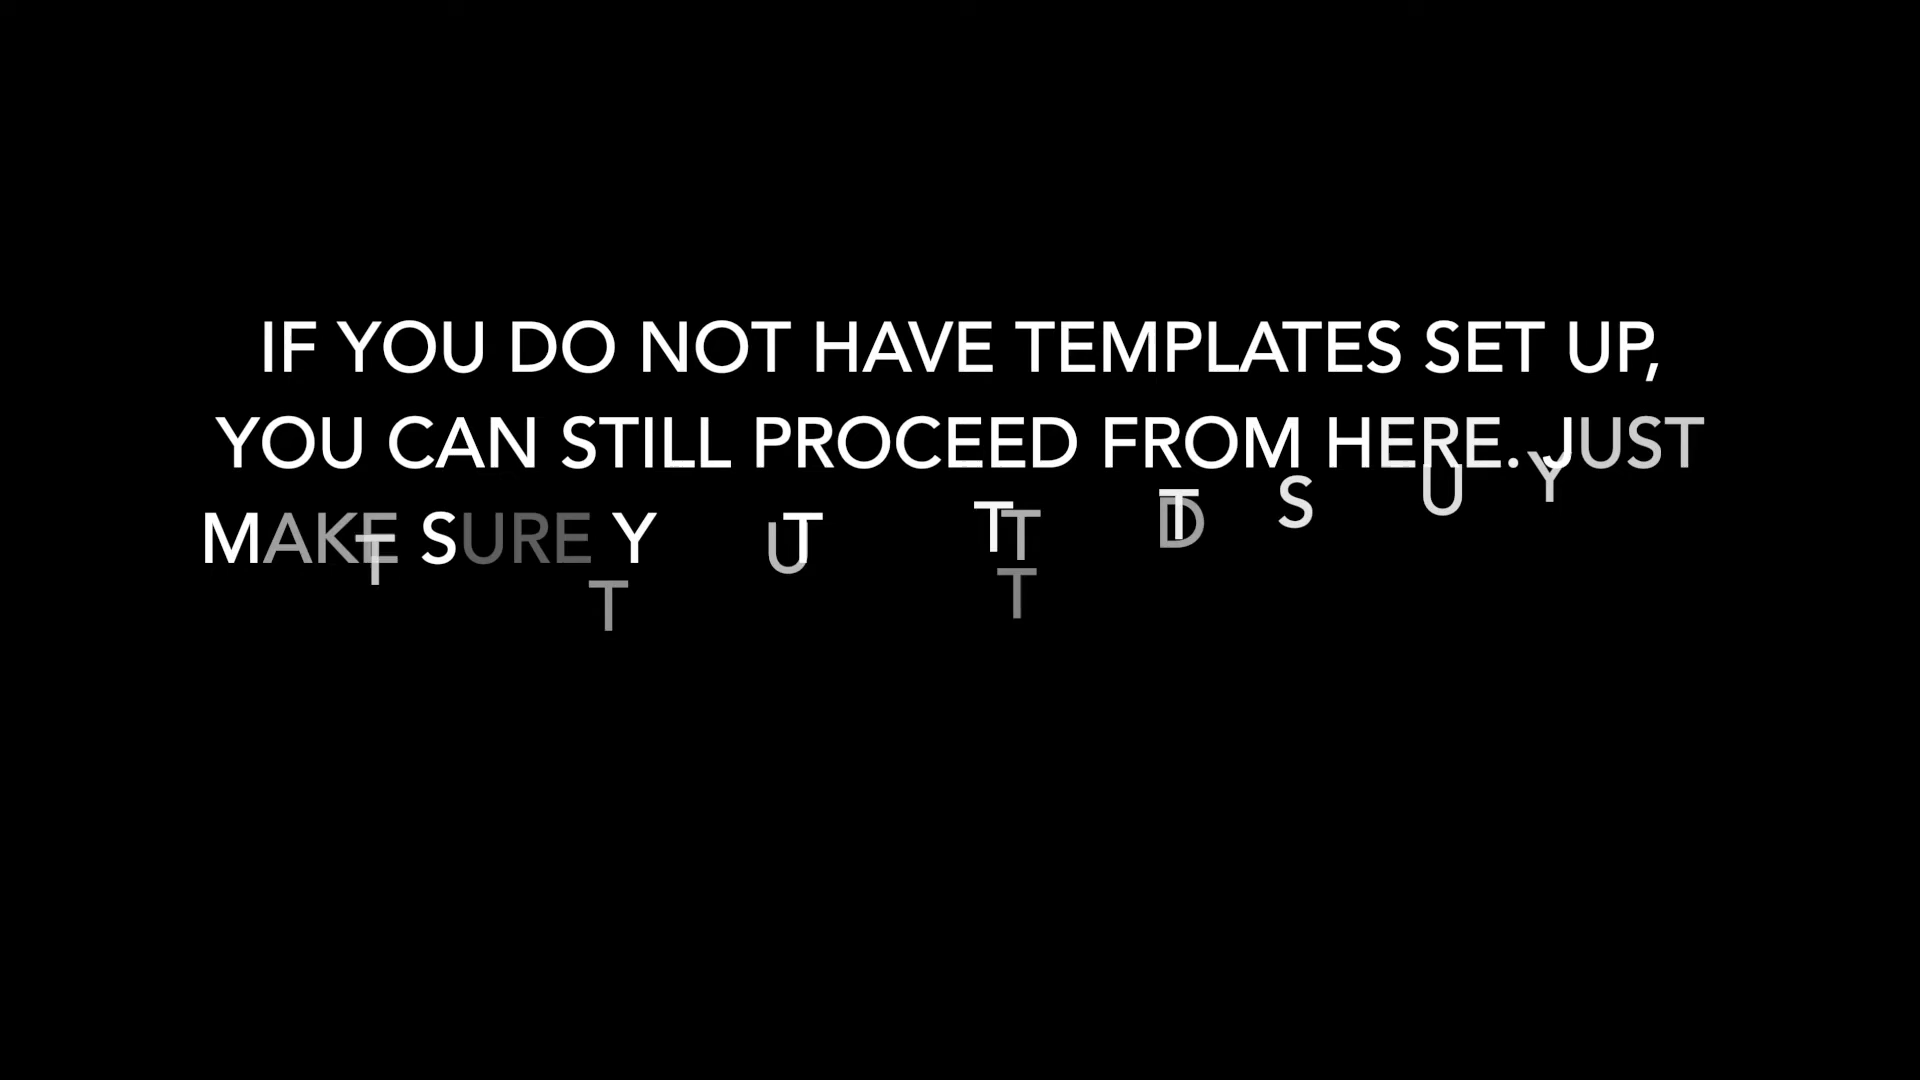 IF YOU DO NOT HAVE TEMPLATES SET UP,
YOU CAN STILL PROCEED FROM HERE. JUST
MAKE SURE Y